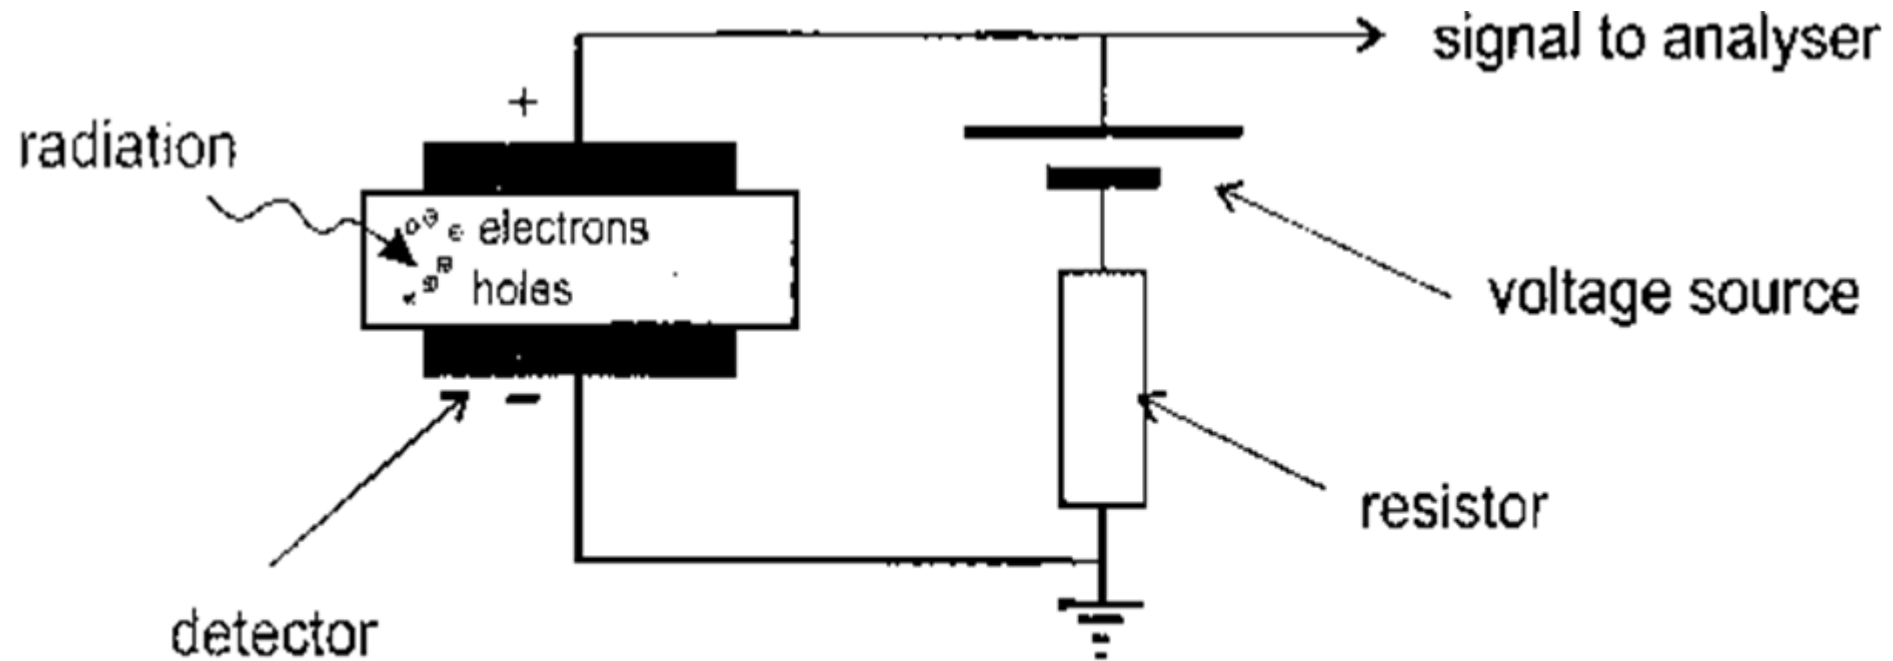 signal to analyser
+
radiation
electrons
holes
voltage source
-
resistor
detector